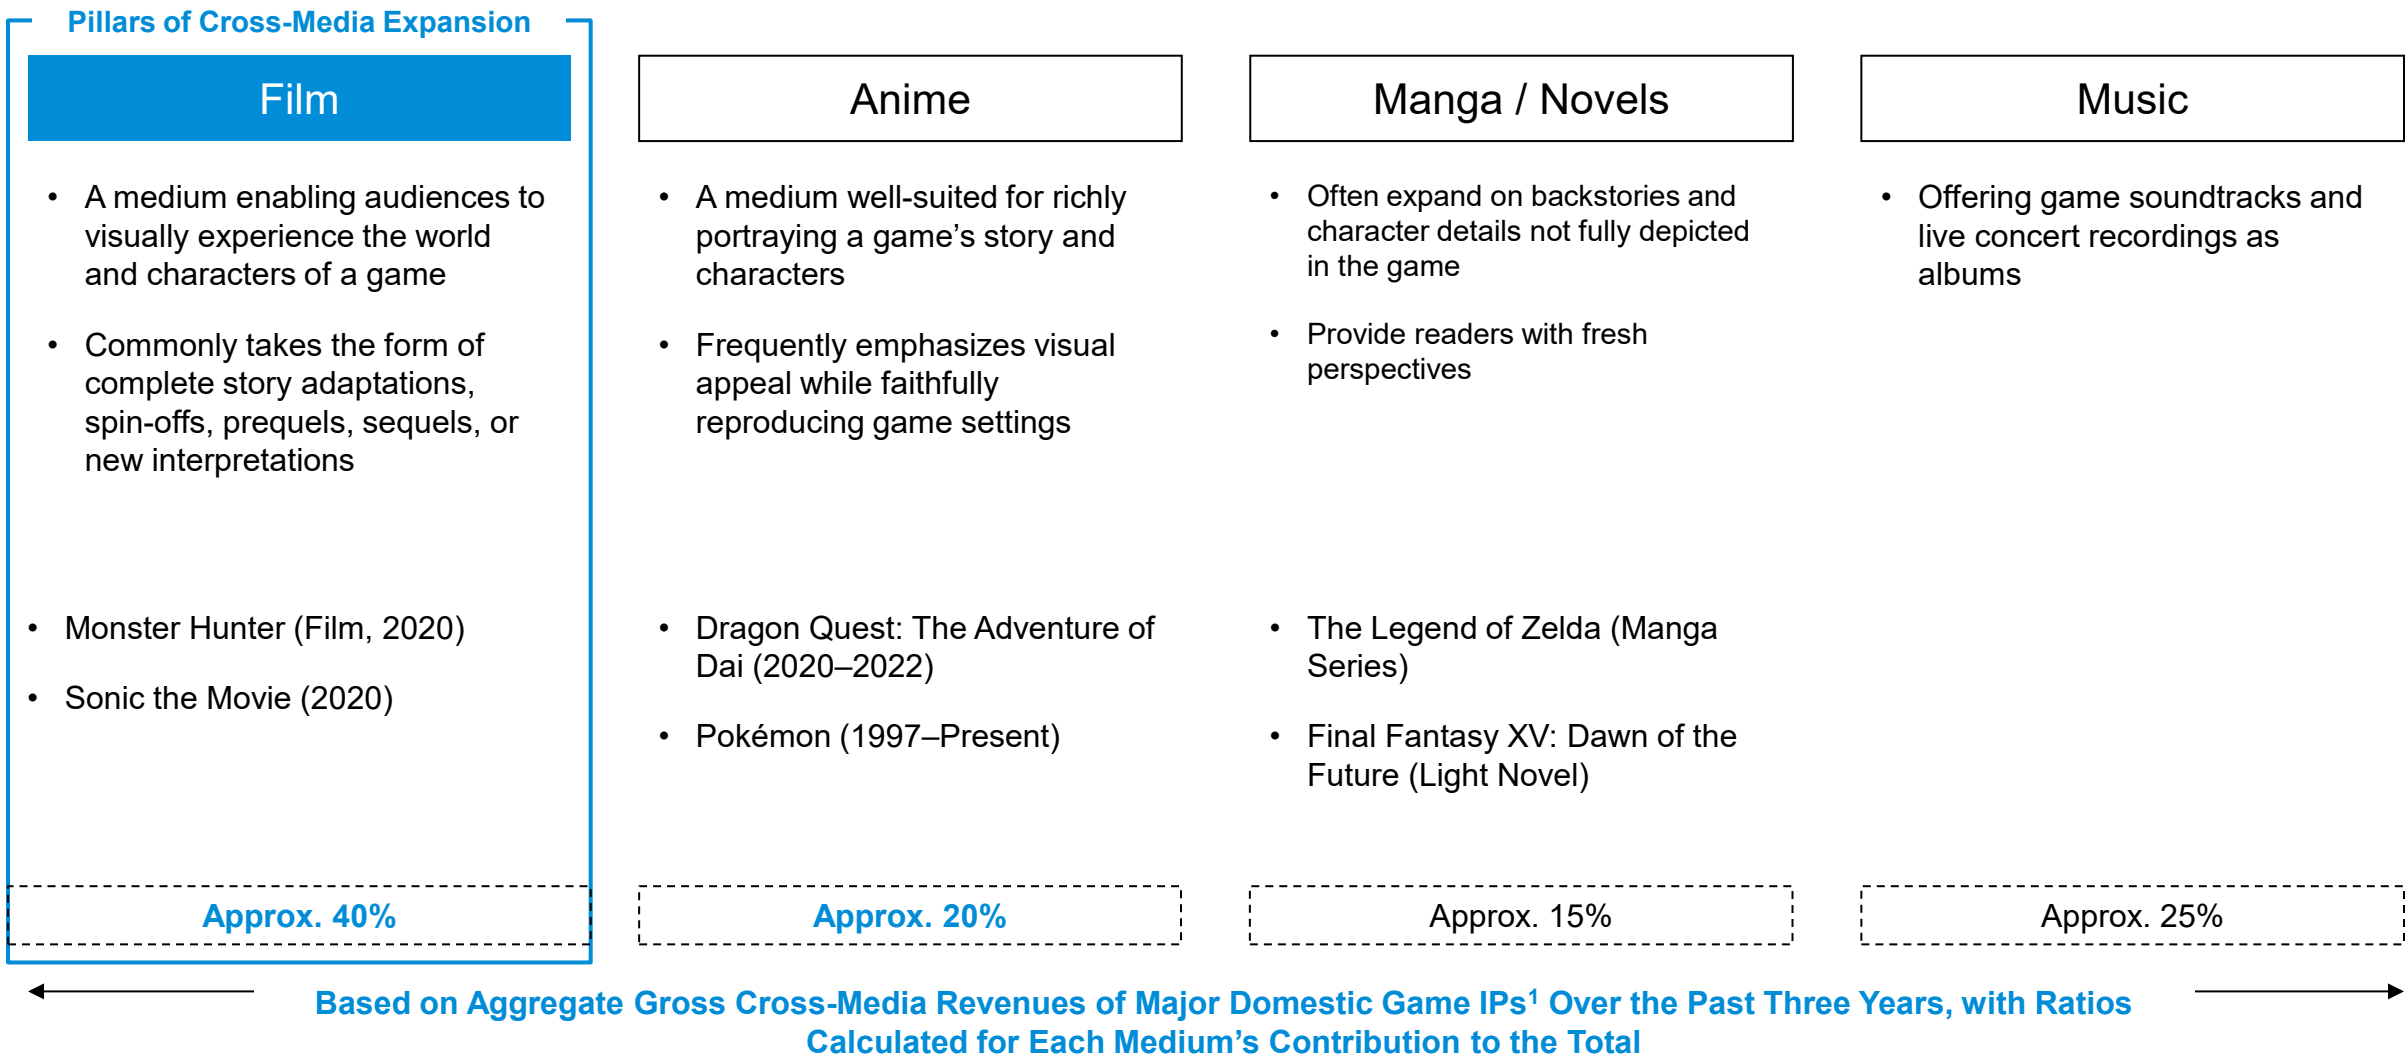 Pillars of Cross-Media Expansion
Film
• A medium enabling audiences to
visually experience the world
and characters of a game
• Commonly takes the form of
complete story adaptations,
spin-offs, prequels, sequels, or
new interpretations
• Monster Hunter (Film, 2020)
• Sonic the Movie (2020)
Approx. 40%
Anime
• A medium well-suited for richly
portraying a game’s story and
characters
• Frequently emphasizes visual
appeal while faithfully
reproducing game settings
• Dragon Quest: The Adventure of
Dai (2020–2022)
• Pokémon (1997–Present)
Approx. 20%
Manga / Novels
• Often expand on backstories and
character details not fully depicted
in the game
• Provide readers with fresh
perspectives
• The Legend of Zelda (Manga
Series)
• Final Fantasy XV: Dawn of the
Future (Light Novel)
Approx. 15%
Music
• Offering game soundtracks and
live concert recordings as
albums
Approx. 25%
Based on Aggregate Gross Cross-Media Revenues of Major Domestic Game IPs¹ Over the Past Three Years, with Ratios
Calculated for Each Medium’s Contribution to the Total